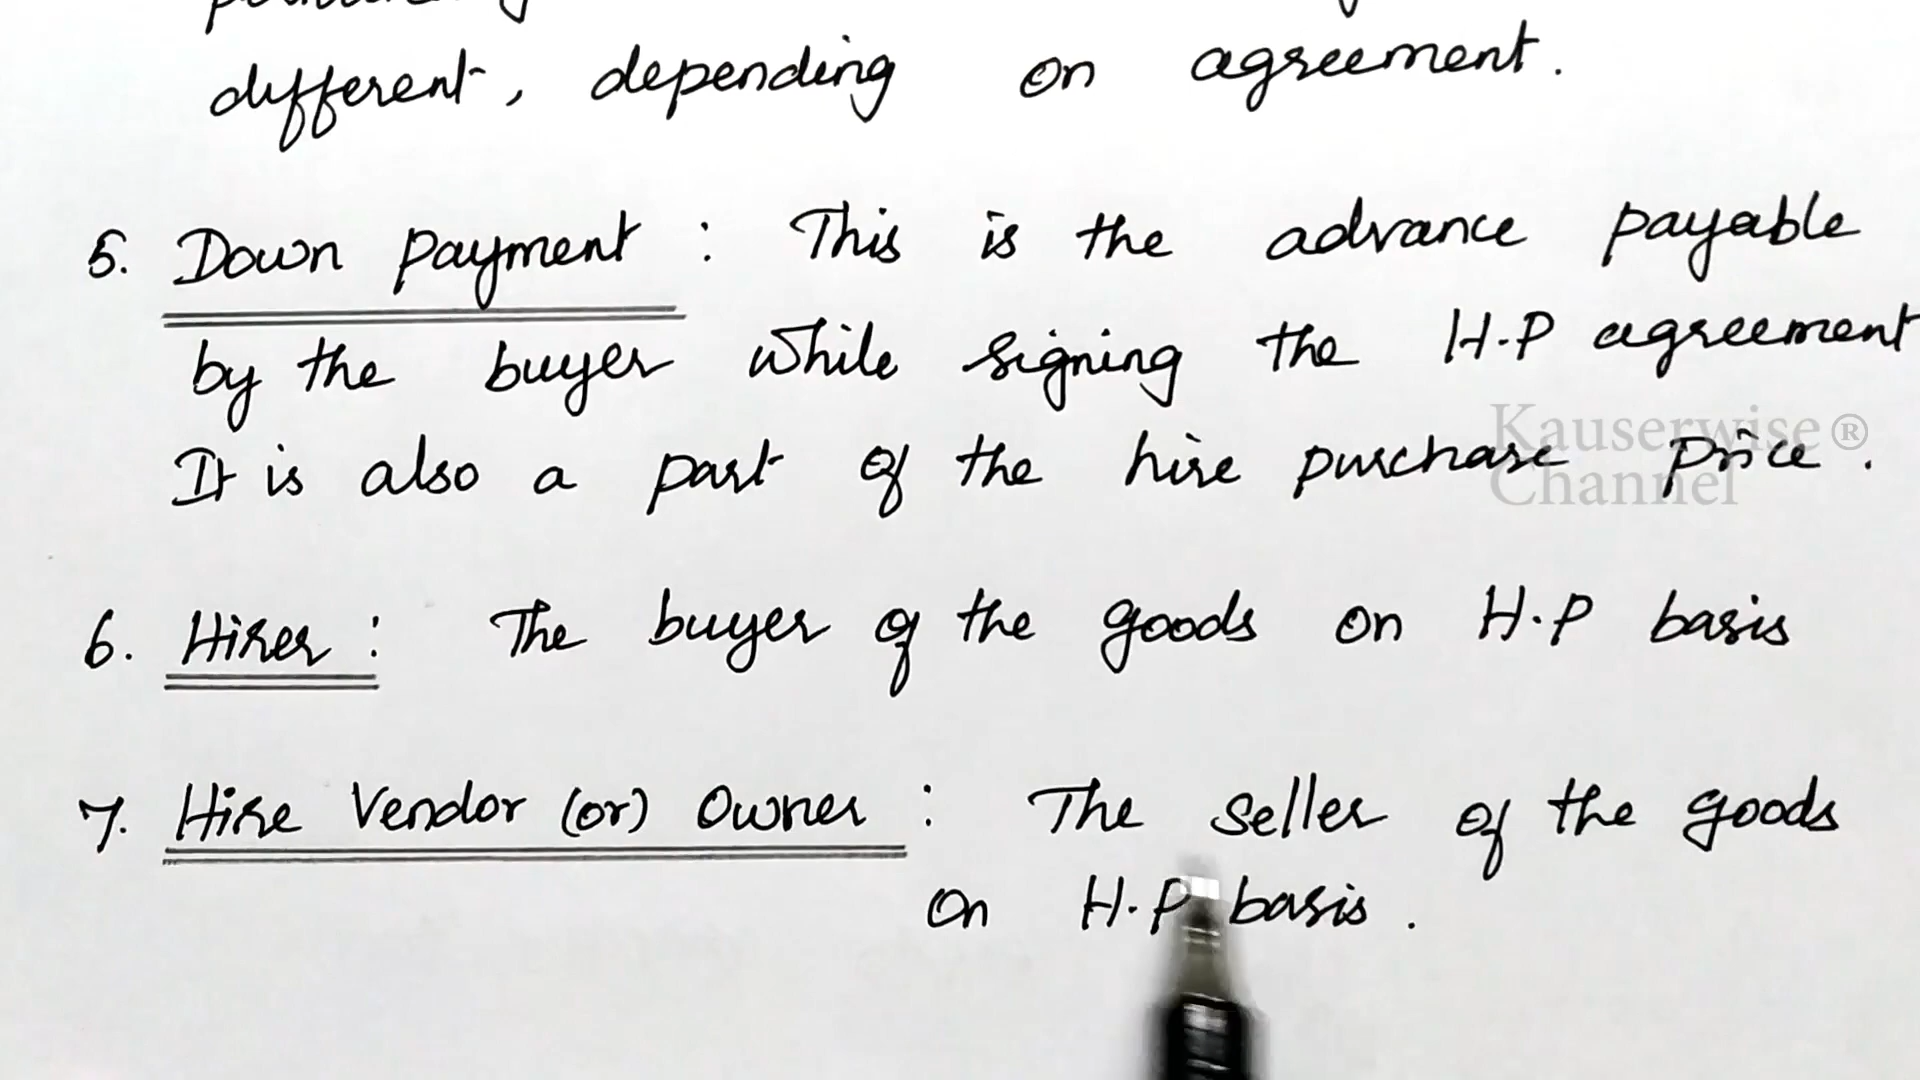 different, depending on agreement.
5. Down payment : This is the advance payable
by the buyer while signing the H.P agreement
It is also a part of the hire purchase price.
Kauserwise®
Channel
6. Hirer : The buyer of the goods on H.P basis
7. Hire Vendor (or) Owner : The seller of the goods
on H.P basis.